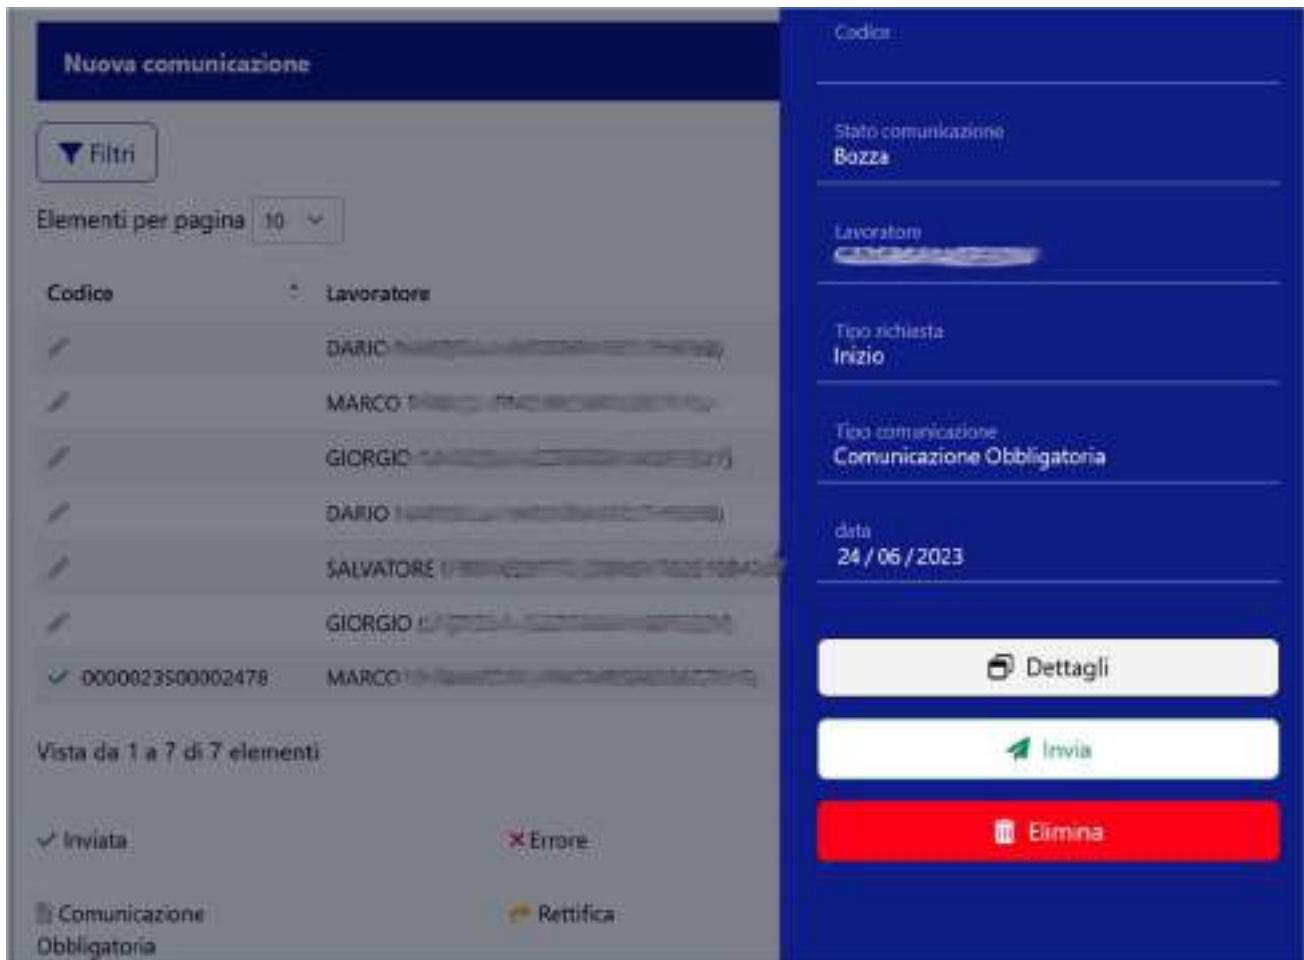 Nuova comunicazione
Filtri
Elementi per pagina 10
Codice Lavoratore
DARIO
MARCO
GIORGIO
DARIO
SALVATORE
GIORGIO
0000023S00002478 MARCO
Vista da 1 a 7 di 7 elementi
Inviata Errore
Comunicazione Rettifica
Obbligatoria
Codice
Stato comunicazione
Bozza
Lavoratore
Tipo richiesta
Inizio
Tipo comunicazione
Comunicazione Obbligatoria
data
24 / 06 / 2023
Dettagli
Invia
Elimina